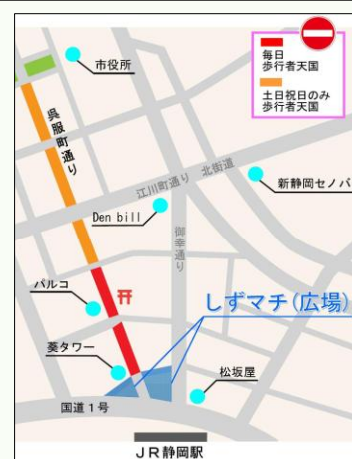 毎日
歩行者天国
土日祝日のみ
歩行者天国
市役所
呉服町通り
江川町通り 北街道
新静岡セノバ
Den bill
御幸通り
パルコ
しずマチ(広場)
葵タワー
松坂屋
国道1号
JR静岡駅